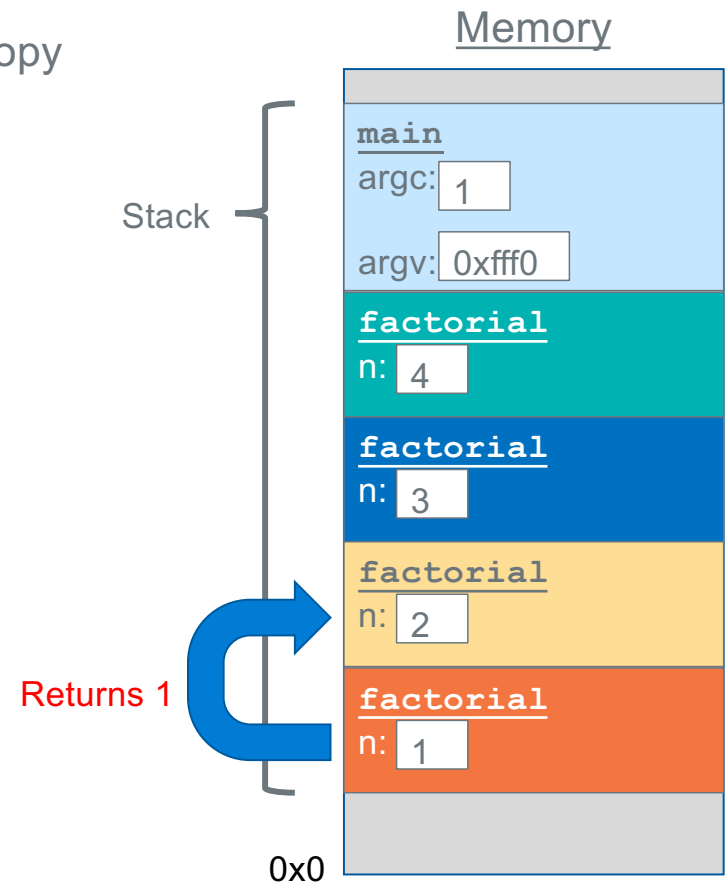 opy
Memory
main
argc: 1
Stack
argv: 0xfff0
factorial
n: 4
factorial
n: 3
factorial
n: 2
Returns 1
factorial
n: 1
0x0